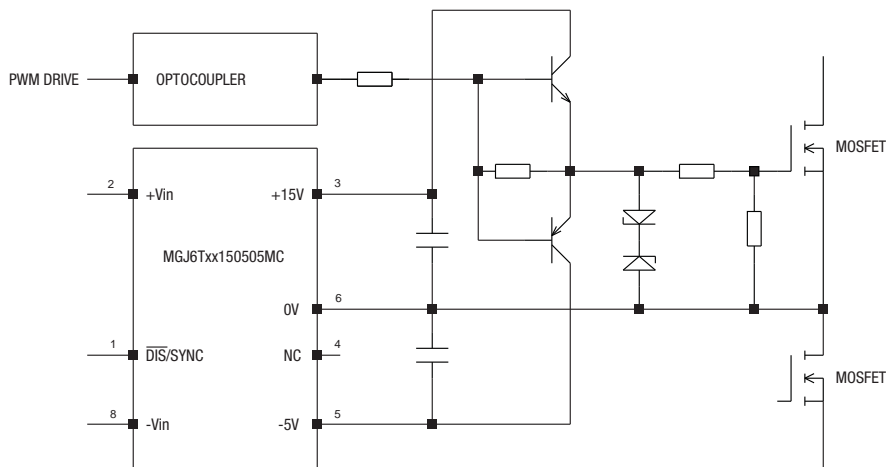 PWM DRIVE
OPTOCOUPLER
MOSFET
2
+Vin
+15V
3
MGJ6Txx150505MC
0V
6
1
DIS/SYNC
NC
4
MOSFET
8
-Vin
-5V
5